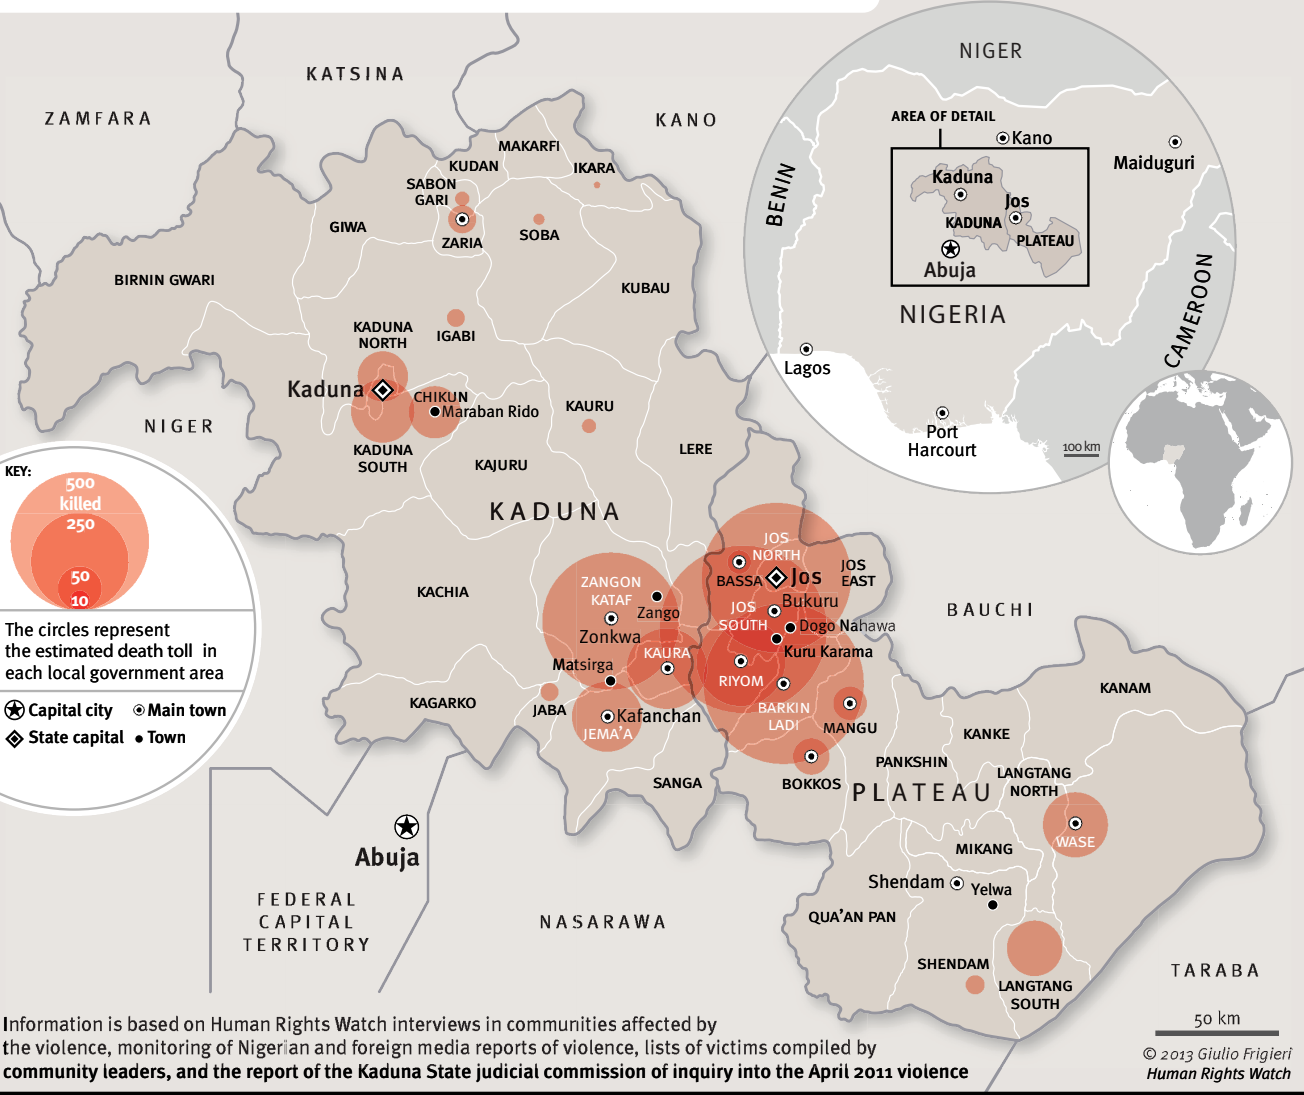 NIGER
KATSINA
ZAMFARA
KANO
AREA OF DETAIL
Kano
Maiduguri
BENIN
Kaduna
Jos
KADUNA
PLATEAU
Abuja
NIGERIA
CAMEROON
Lagos
Port
Harcourt
100 km
MAKARFI
KUDAN
IKARA
SABON
GARI
GIWA
ZARIA
SOBA
BIRNIN GWARI
KUBAU
KADUNA
NORTH
IGABI
Kaduna
CHIKUN
Maraban Rido
KAURU
NIGER
KADUNA
SOUTH
KAJURU
LERE
KADUNA
KEY:
500
killed
250
50
10
The circles represent
the estimated death toll in
each local government area
Capital city
Main town
State capital
Town
JOS
NORTH
JOS
EAST
BASSA
Jos
KACHIA
ZANGON
KATAF
Zango
Zonkwa
JOS
SOUTH
Bukuru
Dogo Nahawa
Kuru Karama
BAUCHI
KAURA
Matsirga
RIYOM
KAGARKO
JABA
Kafanchan
JEMA'A
BARKIN
LADI
MANGU
KANAM
KANKE
PANKSHIN
SANGA
BOKKOS
LANGTANG
NORTH
PLATEAU
WASE
MIKANG
Abuja
Shendam
Yelwa
FEDERAL
CAPITAL
TERRITORY
NASARAWA
QUA'AN PAN
SHENDAM
LANGTANG
SOUTH
TARABA
50 km
Information is based on Human Rights Watch interviews in communities affected by
the violence, monitoring of Nigerian and foreign media reports of violence, lists of victims compiled by
community leaders, and the report of the Kaduna State judicial commission of inquiry into the April 2011 violence
© 2013 Giulio Frigieri
Human Rights Watch